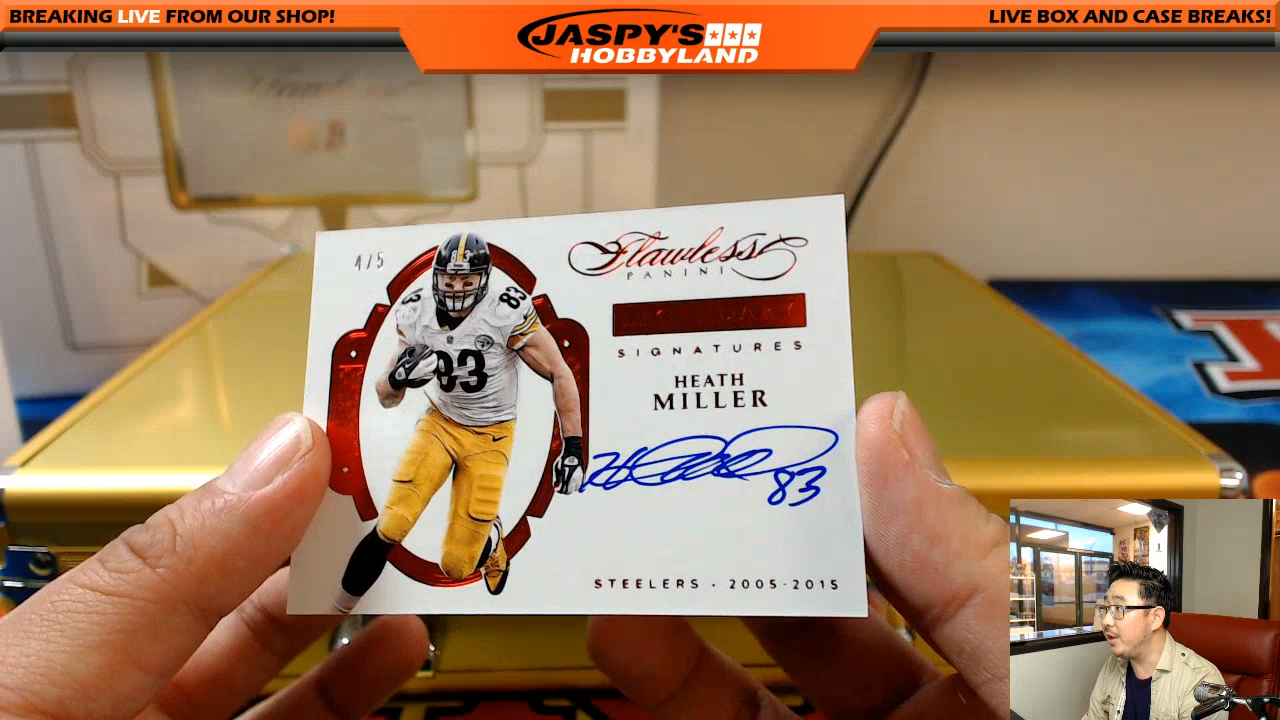 BREAKING LIVE FROM OUR SHOP!
JASPY'S
HOBBYLAND
LIVE BOX AND CASE BREAKS!
4/5
Flawless
PANINI
SIGNATURES
HEATH
MILLER
83
STEELERS · 2005-2015
83
83